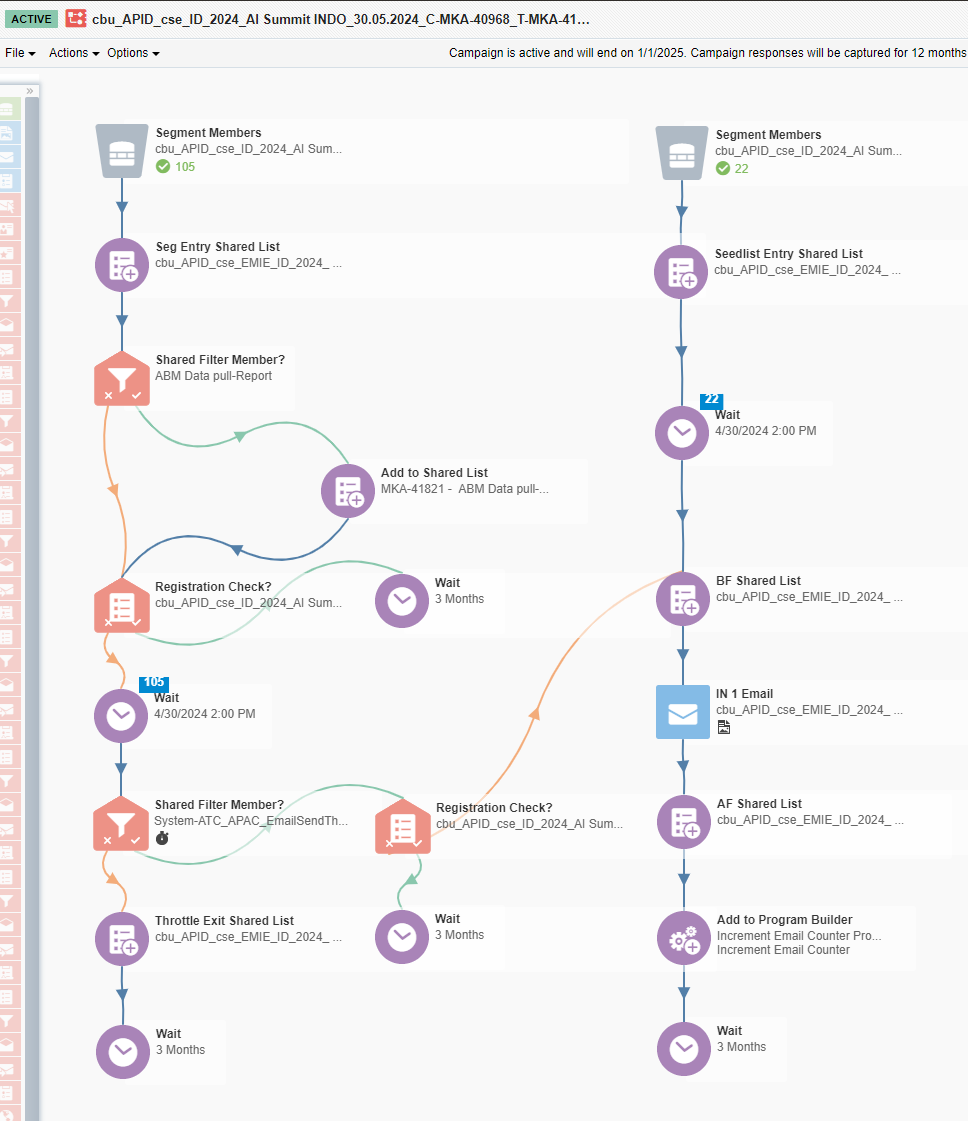 ACTIVE
cbu_APID_cse_ID_2024_AI Summit INDO_30.05.2024_C-MKA-40968_T-MKA-41…
File
Actions
Options
Campaign is active and will end on 1/1/2025. Campaign responses will be captured for 12 months
»
Segment Members
cbu_APID_cse_ID_2024_AI Sum...
105
Seg Entry Shared List
cbu_APID_cse_EMIE_ID_2024_ ...
Shared Filter Member?
ABM Data pull-Report
Add to Shared List
MKA-41821 -  ABM Data pull-...
Registration Check?
cbu_APID_cse_ID_2024_AI Sum...
Wait
3 Months
105
Wait
4/30/2024 2:00 PM
Shared Filter Member?
System-ATC_APAC_EmailSendTh...
Registration Check?
cbu_APID_cse_ID_2024_AI Sum...
Throttle Exit Shared List
cbu_APID_cse_EMIE_ID_2024_ ...
Wait
3 Months
Wait
3 Months
Segment Members
cbu_APID_cse_ID_2024_AI Sum...
22
Seedlist Entry Shared List
cbu_APID_cse_EMIE_ID_2024_ ...
22
Wait
4/30/2024 2:00 PM
BF Shared List
cbu_APID_cse_EMIE_ID_2024_ ...
IN 1 Email
cbu_APID_cse_EMIE_ID_2024_ ...
AF Shared List
cbu_APID_cse_EMIE_ID_2024_ ...
Add to Program Builder
Increment Email Counter Pro...
Increment Email Counter
Wait
3 Months